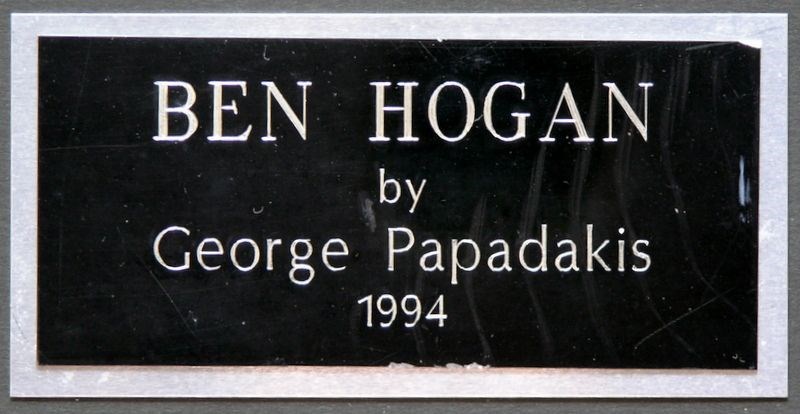 BEN HOGAN
by
George Papadakis
1994